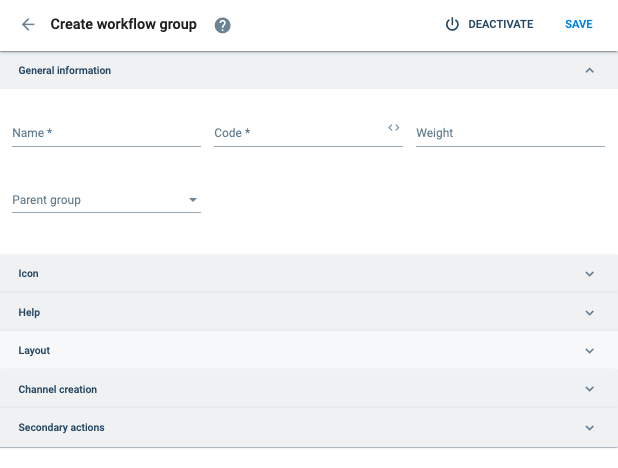 Create workflow group
DEACTIVATE
SAVE
General information
Name *
Code *
Weight
Parent group
Icon
Help
Layout
Channel creation
Secondary actions